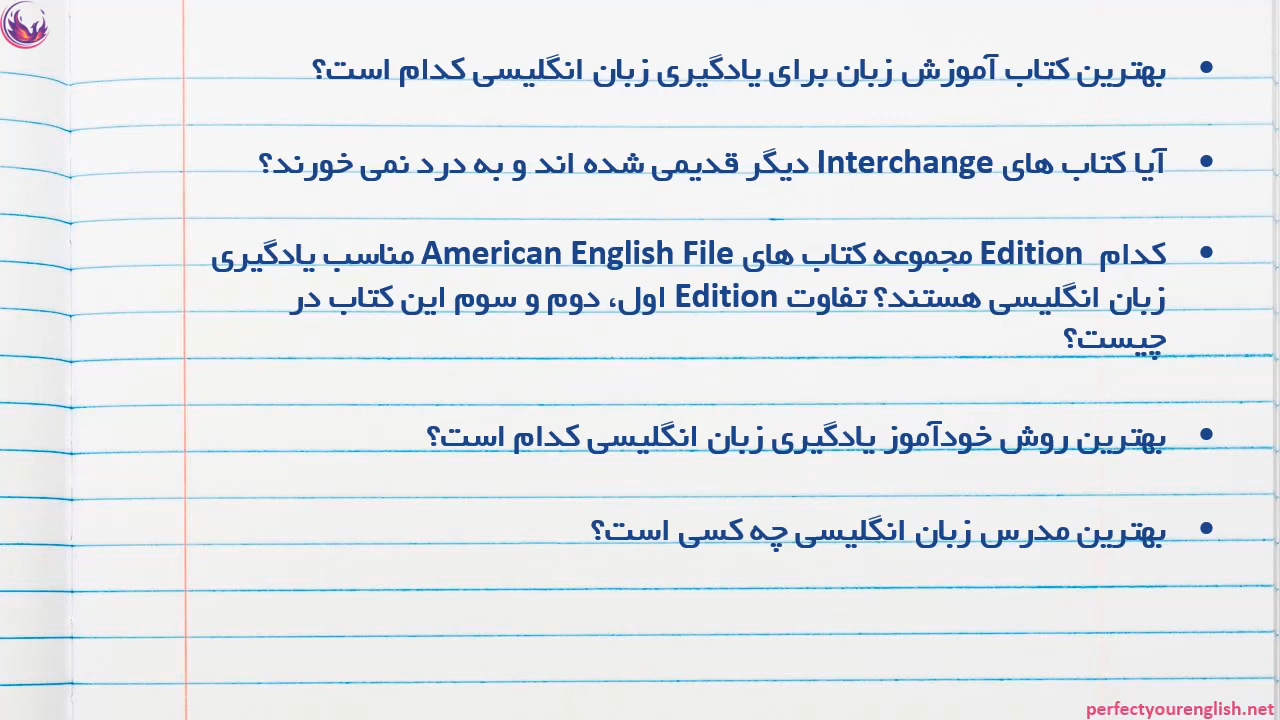 • بهترین کتاب آموزش زبان برای یادگیری زبان انگلیسی کدام است؟
• آیا کتاب های Interchange دیگر قدیمی شده اند و به درد نمی خورند؟
• کدام Edition مجموعه کتاب های American English File مناسب یادگیری
زبان انگلیسی هستند؟ تفاوت Edition اول، دوم و سوم این کتاب در
چیست؟
• بهترین روش خودآموز یادگیری زبان انگلیسی کدام است؟
• بهترین مدرس زبان انگلیسی چه کسی است؟
perfectyourenglish.net